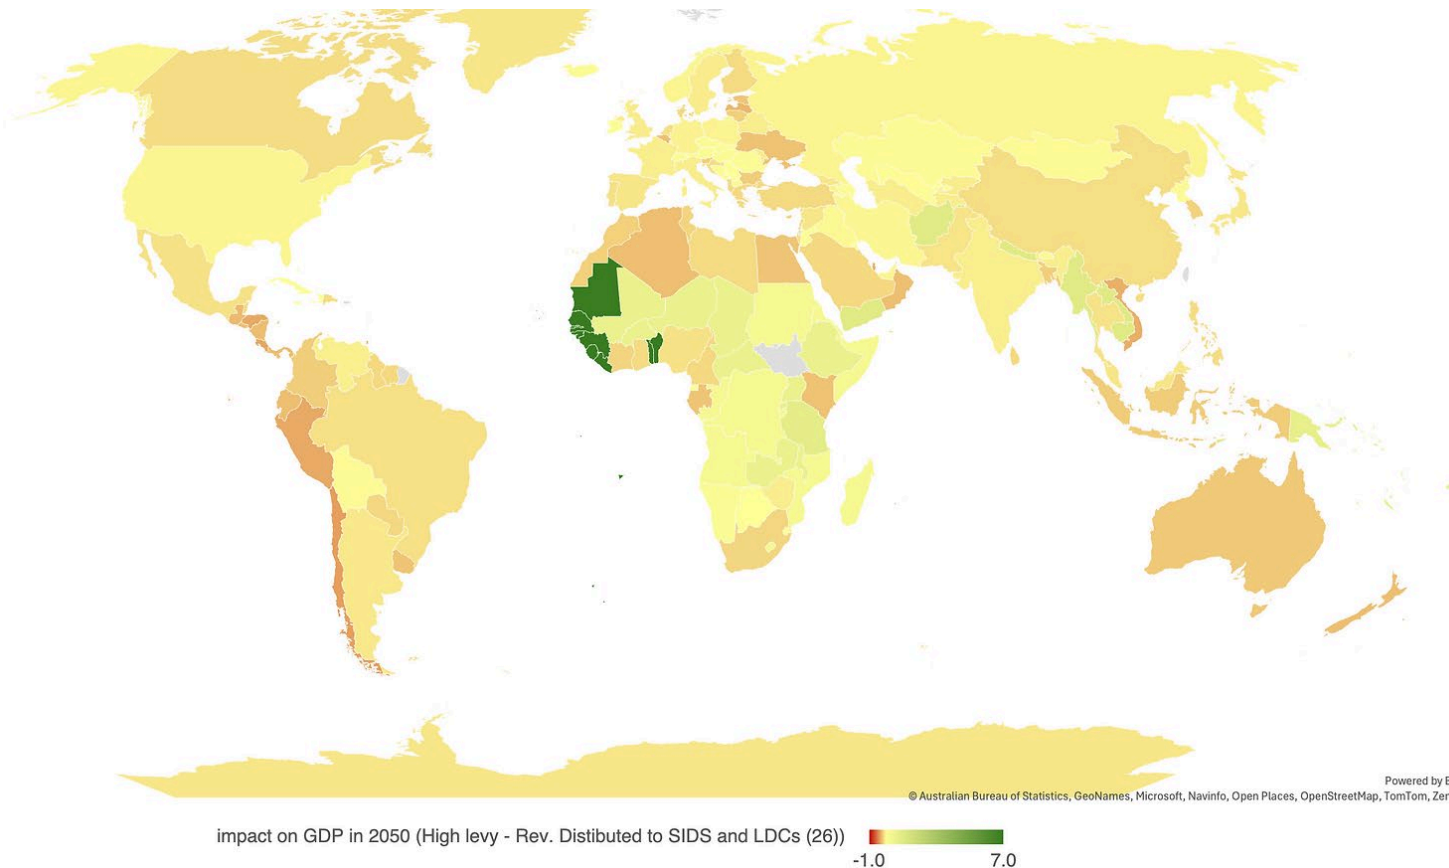 Powered by
© Australian Bureau of Statistics, GeoNames, Microsoft, Navinfo, Open Places, OpenStreetMap, TomTom,
impact on GDP in 2050 (High levy - Rev. Distibuted to SIDS and LDCs (26))
-1.0
7.0